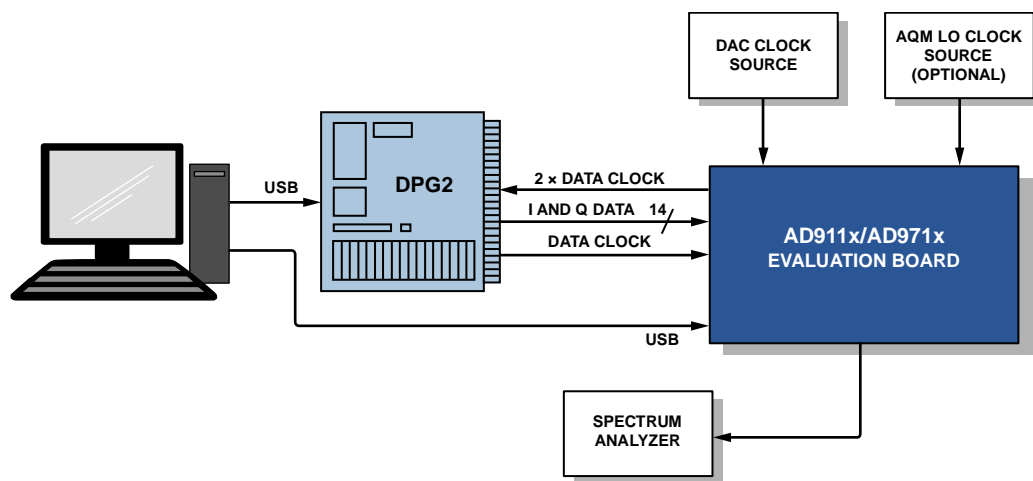 DAC CLOCK
SOURCE
AQM LO CLOCK
SOURCE
(OPTIONAL)
USB
DPG2
2 × DATA CLOCK
I AND Q DATA 14
DATA CLOCK
AD911x/AD971x
EVALUATION BOARD
USB
SPECTRUM
ANALYZER